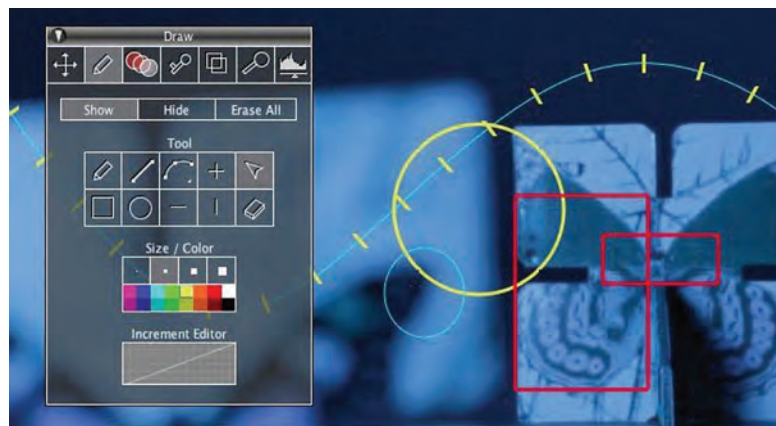 Draw
Show Hide Erase All
Tool
Size / Color
Increment Editor